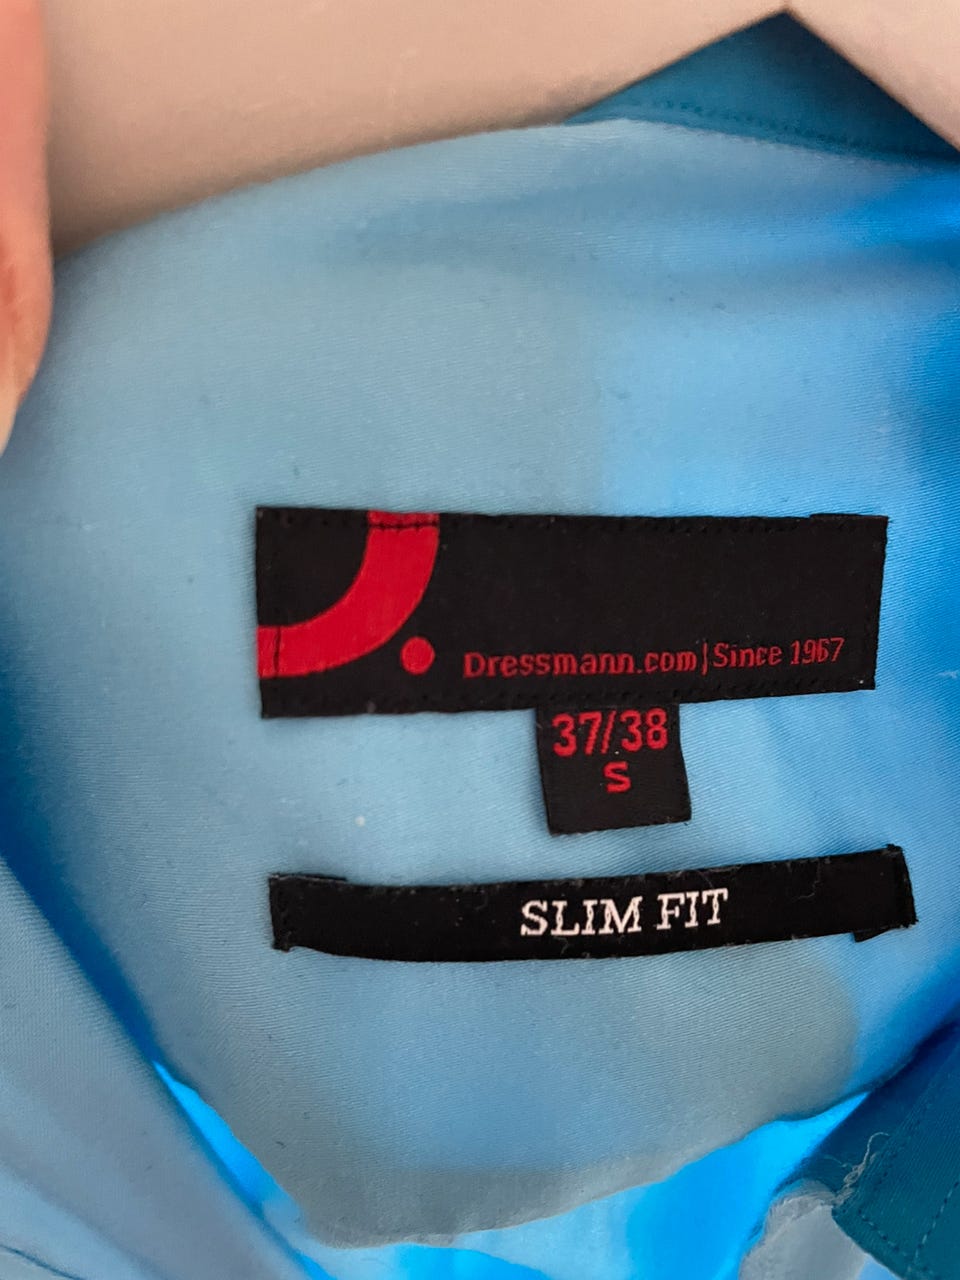 Dressmann.com|Since 1967
37/38
S
SLIM FIT